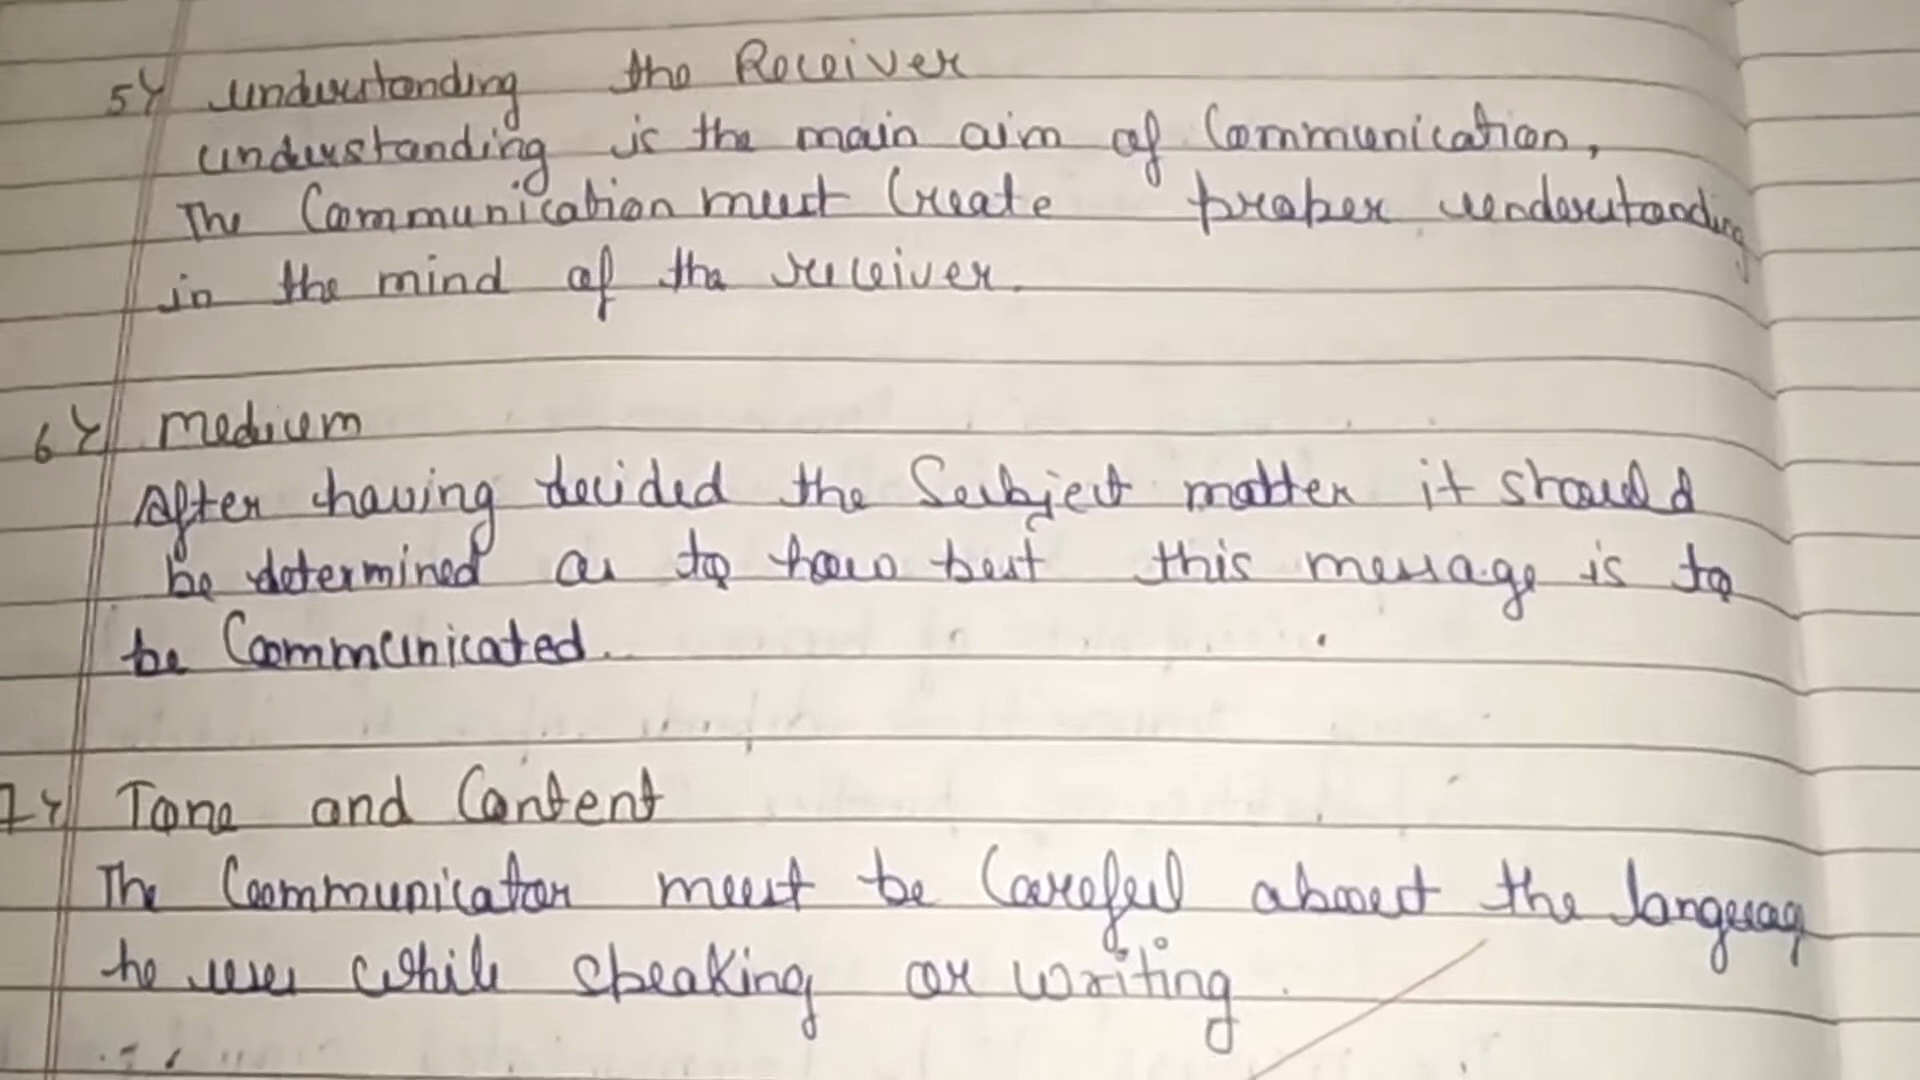 5) understanding the Receiver
understanding is the main aim of Communication,
The Communication must Create proper understanding
in the mind of the receiver.
6) medium
After having decided the Subject matter it should
be determined as to how best this message is to
be Communicated.
7) Tone and Content
The Communicator must be Careful about the languag
he uses While speaking or writing.